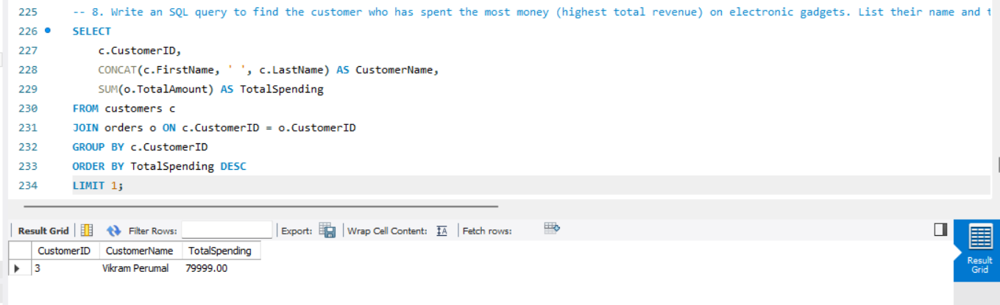 225 -- 8. Write an SQL query to find the customer who has spent the most money (highest total revenue) on electronic gadgets. List their name and
226 SELECT
227 c.CustomerID,
228 CONCAT(c.FirstName, ' ', c.LastName) AS CustomerName,
229 SUM(o.TotalAmount) AS TotalSpending
230 FROM customers c
231 JOIN orders o ON c.CustomerID = o.CustomerID
232 GROUP BY c.CustomerID
233 ORDER BY TotalSpending DESC
234 LIMIT 1;
Result Grid Filter Rows: Export: Wrap Cell Content: IA Fetch rows:
CustomerID CustomerName TotalSpending
3 Vikram Perumal 79999.00
Result
Grid